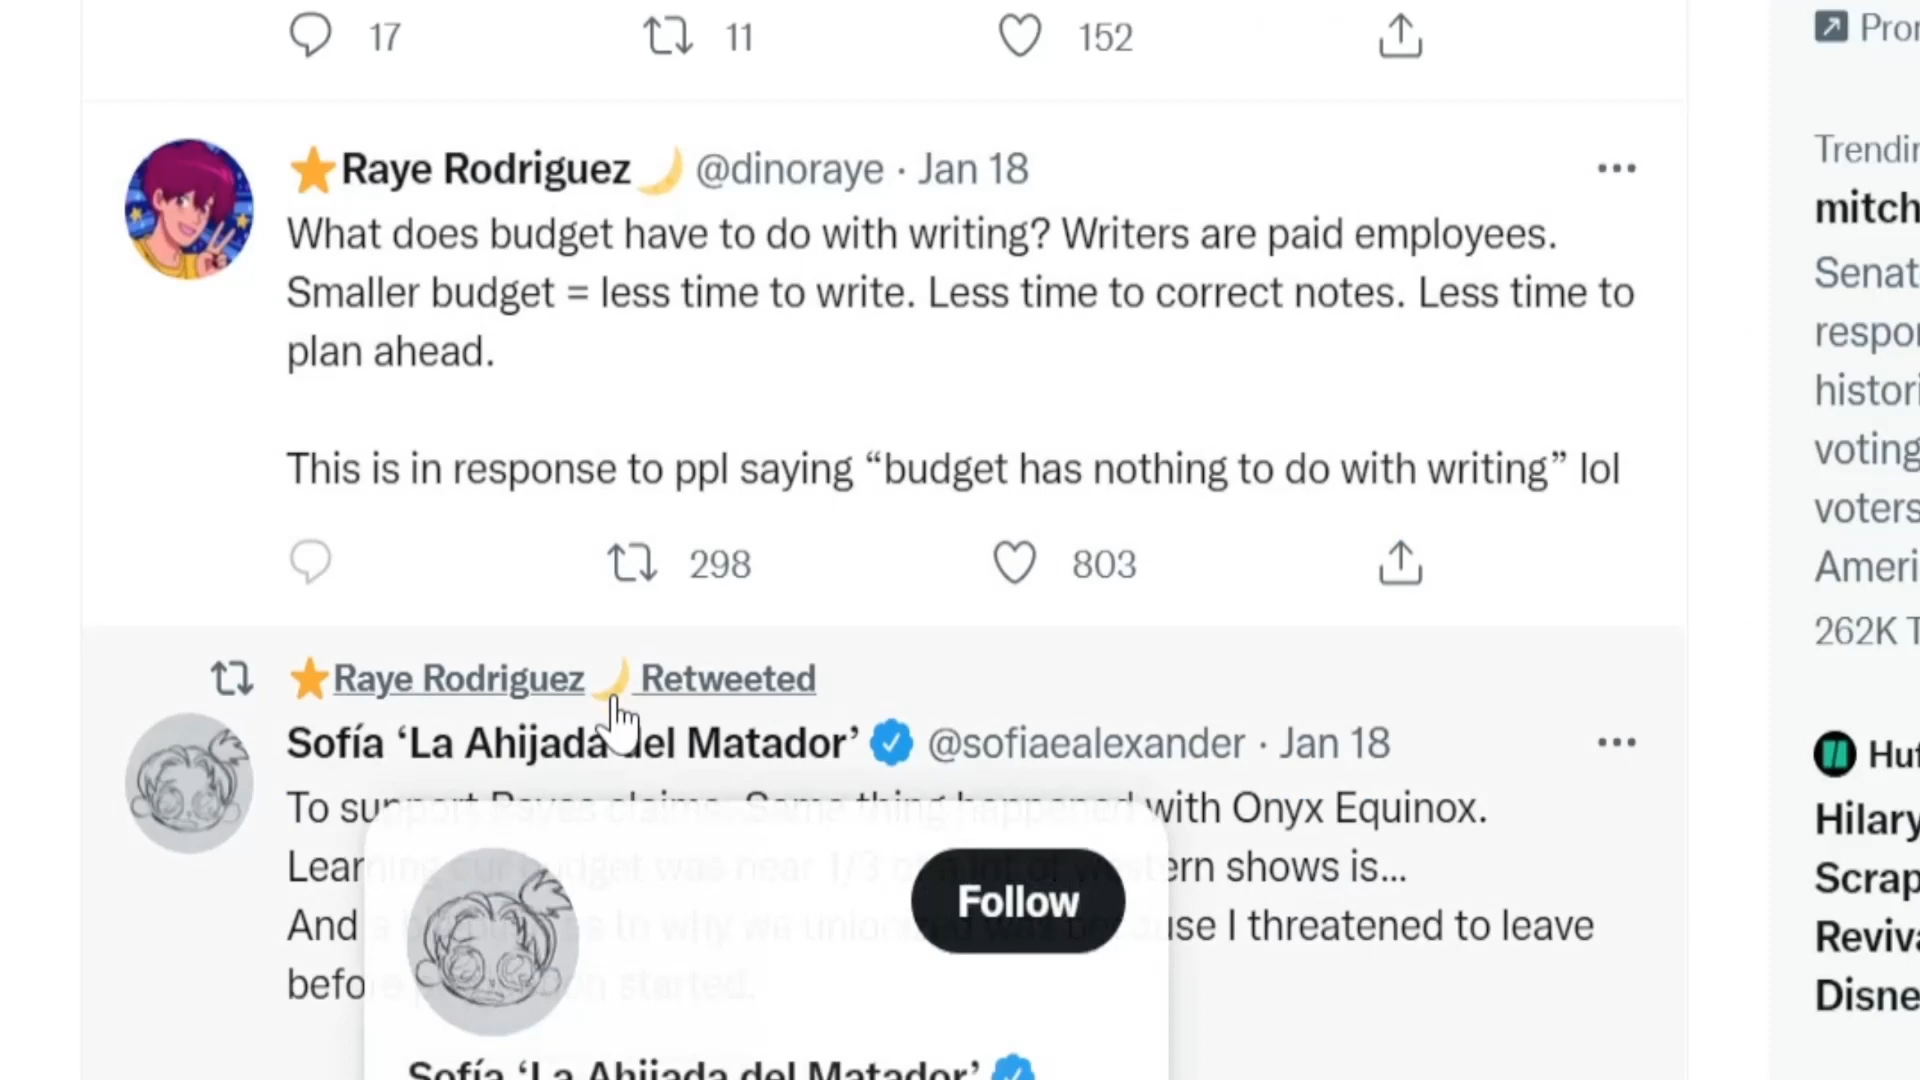 17 11 152
Pror
⭐Raye Rodriguez🌙 @dinoraye · Jan 18
What does budget have to do with writing? Writers are paid employees.
Smaller budget = less time to write. Less time to correct notes. Less time to
plan ahead.
This is in response to ppl saying “budget has nothing to do with writing” lol
298 803
⭐Raye Rodriguez🌙 Retweeted
Sofía ‘La Ahijada del Matador’ @sofiaealexander · Jan 18
To support Rayes claims. Same thing happened with Onyx Equinox.
Learning our budget was near 1/3 of a lot of western shows is...
And a to why we unionized was because I threatened to leave
before production started.
Follow
Sofía ‘La Ahijada del Matador’
Trendin
mitch
Senat
respon
histori
voting
voters
Ameri
262K T
Huf
Hilary
Scrap
Reviva
Disne